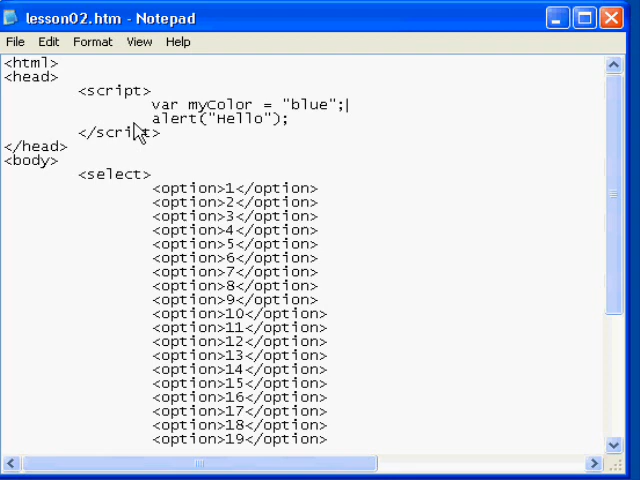 lesson02.htm - Notepad
File Edit Format View Help
<html>
<head>
<script>
var myColor = "blue";
alert("Hello");
</script>
</head>
<body>
<select>
<option>1</option>
<option>2</option>
<option>3</option>
<option>4</option>
<option>5</option>
<option>6</option>
<option>7</option>
<option>8</option>
<option>9</option>
<option>10</option>
<option>11</option>
<option>12</option>
<option>13</option>
<option>14</option>
<option>15</option>
<option>16</option>
<option>17</option>
<option>18</option>
<option>19</option>